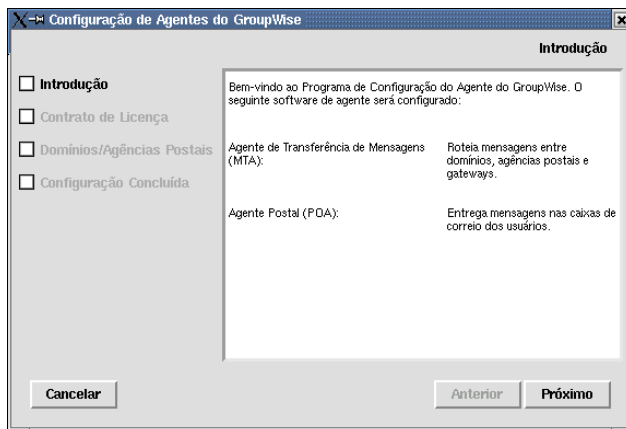 Configuração de Agentes do GroupWise
Introdução
Introdução
Contrato de Licença
Domínios/Agências Postais
Configuração Concluída
Bem-vindo ao Programa de Configuração do Agente do GroupWise. O
seguinte software de agente será configurado:
Agente de Transferência de Mensagens
(MTA):
Roteia mensagens entre
domínios, agências postais e
gateways.
Agente Postal (POA):
Entrega mensagens nas caixas de
correio dos usuários.
Cancelar
Anterior
Próximo